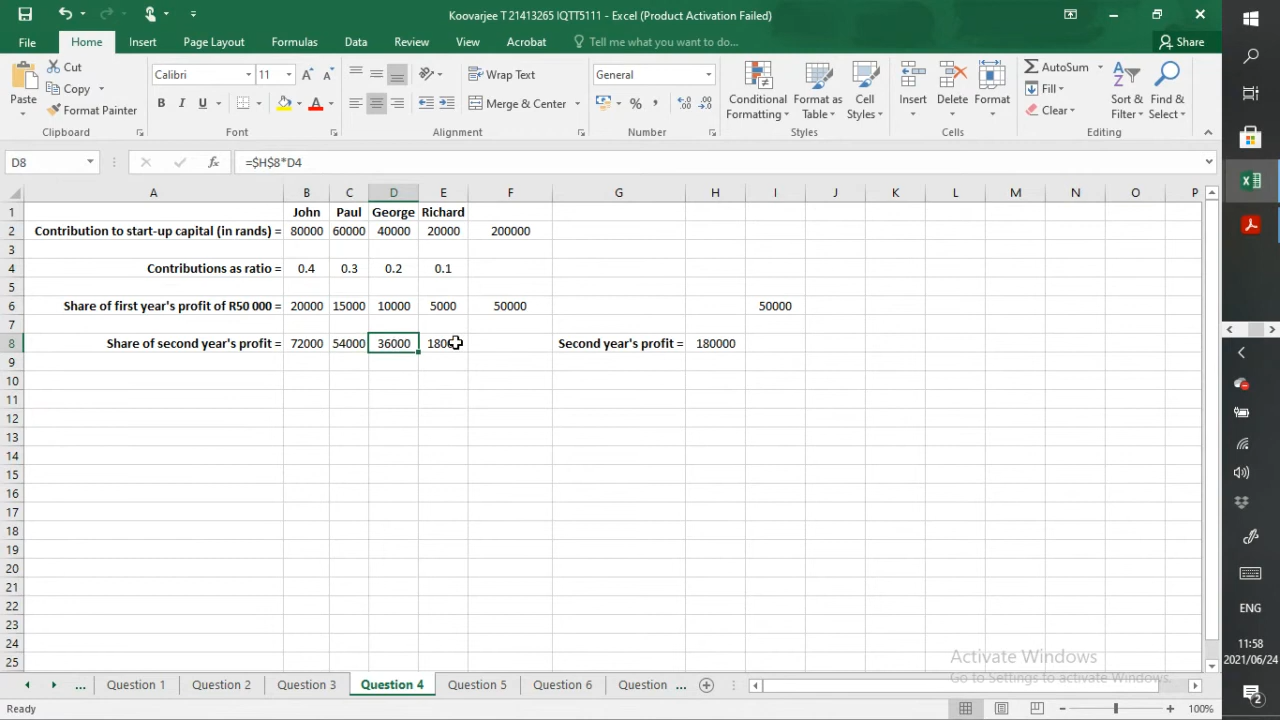 Koovarjee T 21413265 IQTT5111 - Excel (Product Activation Failed)
File Home Insert Page Layout Formulas Data Review View Acrobat Tell me what you want to do... Share
Paste Cut Copy Format Painter Clipboard
Calibri 11 B I U A Font
Wrap Text Merge & Center Alignment
General % , Number
Conditional Formatting Format as Table Cell Styles Styles
Insert Delete Format Cells
AutoSum Fill Clear Sort & Filter Find & Select Editing
D8 fx =$H$8*D4
A B C D E F G H I J K L M N O P
1 John Paul George Richard
2 Contribution to start-up capital (in rands) = 80000 60000 40000 20000 200000
3
4 Contributions as ratio = 0.4 0.3 0.2 0.1
5
6 Share of first year's profit of R50 000 = 20000 15000 10000 5000 50000 50000
7
8 Share of second year's profit = 72000 54000 36000 Second year's profit = 180000
9
10
11
12
13
14
15
16
17
18
19
20
21
22
23
24
25
Activate Windows
Go to Settings to activate Windows.
... Question 1 Question 2 Question 3 Question 4 Question 5 Question 6 Question ...
Ready 100%
ENG
11:58
2021/06/24
2